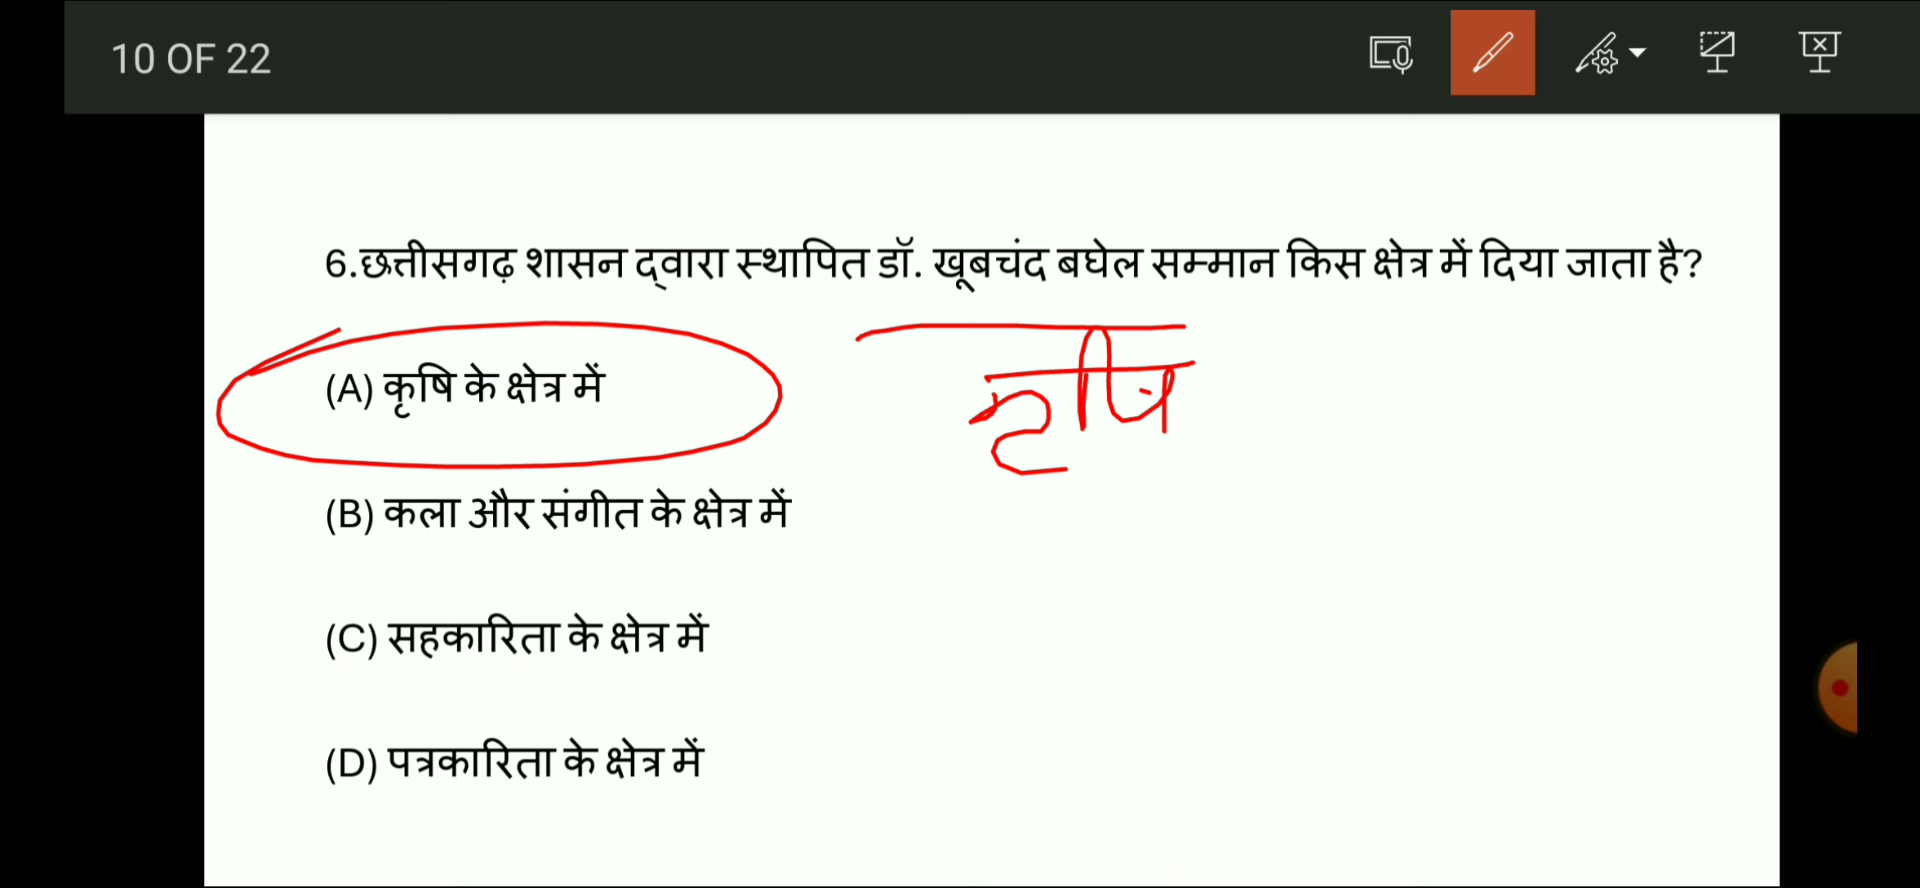 10 OF 22
6.छत्तीसगढ़ शासन द्वारा स्थापित डॉ. खूबचंद बघेल सम्मान किस क्षेत्र में दिया जाता है?
(A) कृषि के क्षेत्र में
(B) कला और संगीत के क्षेत्र में
(C) सहकारिता के क्षेत्र में
(D) पत्रकारिता के क्षेत्र में